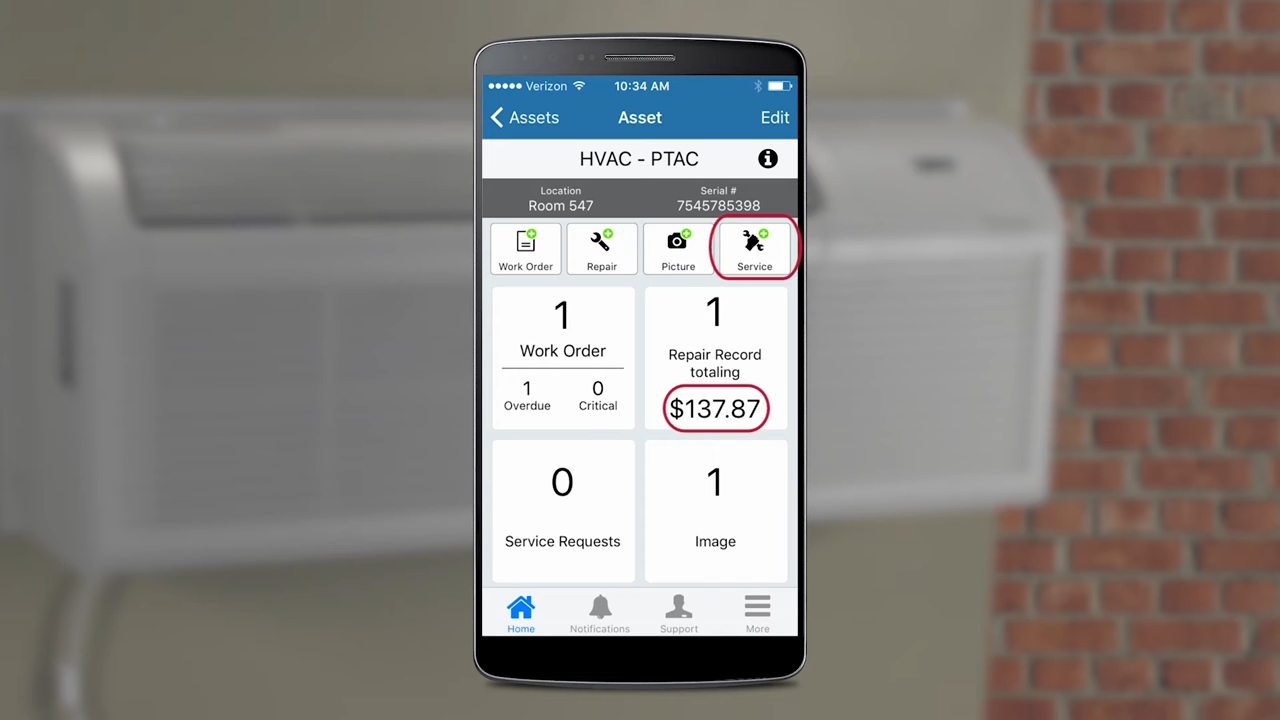 Verizon 10:34 AM
Assets Asset Edit
HVAC - PTAC
Location Serial #
Room 547 7545785398
Work Order Repair Picture Service
1 1
Work Order Repair Record
totaling
1 0
Overdue Critical
$137.87
0 1
Service Requests Image
Home Notifications Support More